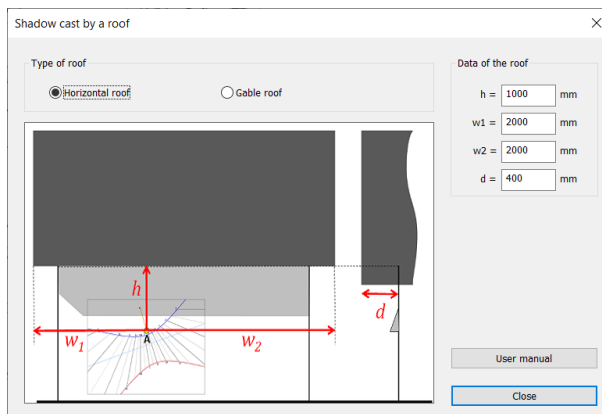 Shadow cast by a roof
Type of roof
Horizontal roof
Gable roof
Data of the roof
h = 1000 mm
w1 = 2000 mm
w2 = 2000 mm
d = 400 mm
h
d
w1
A
w2
User manual
Close